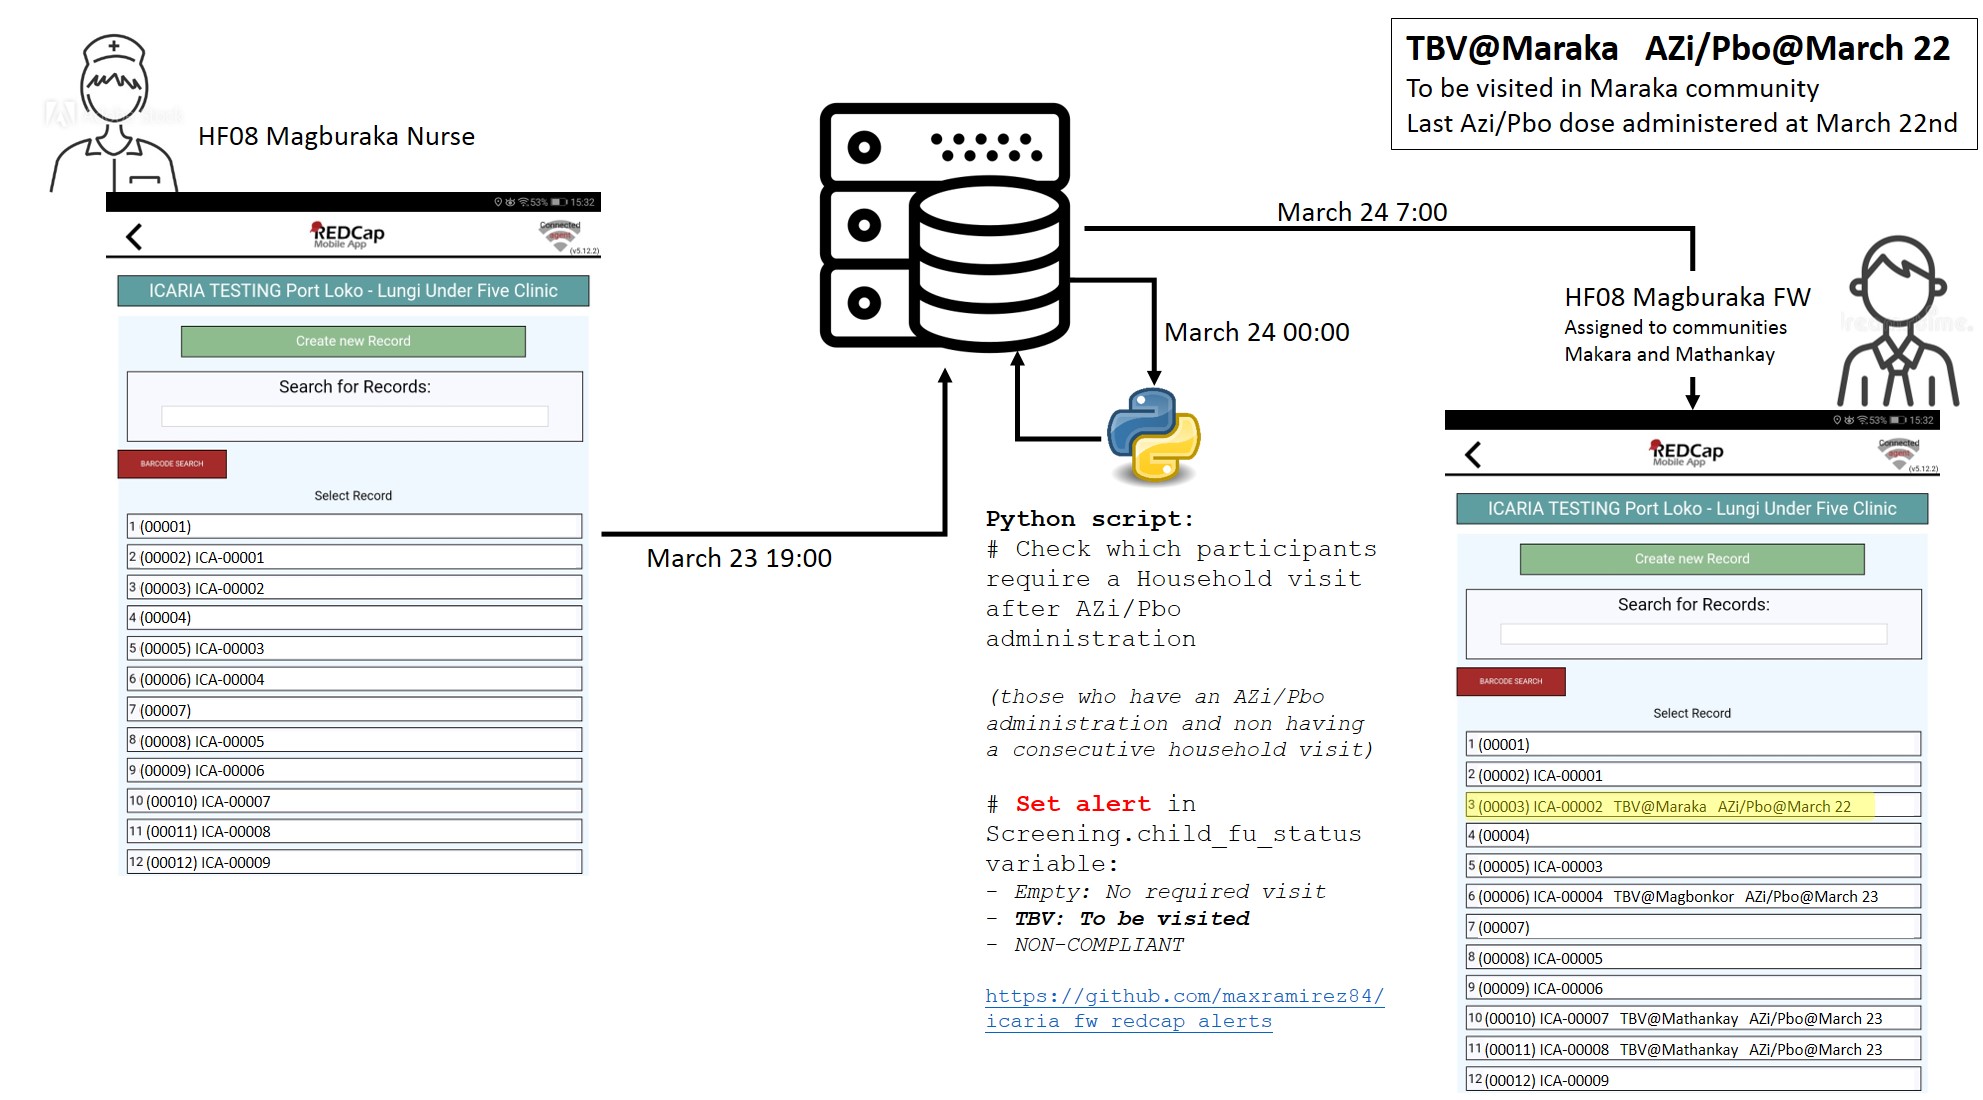 TBV@Maraka   AZi/Pbo@March 22
To be visited in Maraka community
Last Azi/Pbo dose administered at March 22nd
HF08 Magburaka Nurse
53% 15:32
REDCap
Mobile App
Connected
agent
(v5.12.2)
ICARIA TESTING Port Loko - Lungi Under Five Clinic
Create new Record
Search for Records:
BARCODE SEARCH
Select Record
1 (00001)
2 (00002) ICA-00001
3 (00003) ICA-00002
4 (00004)
5 (00005) ICA-00003
6 (00006) ICA-00004
7 (00007)
8 (00008) ICA-00005
9 (00009) ICA-00006
10 (00010) ICA-00007
11 (00011) ICA-00008
12 (00012) ICA-00009
March 23 19:00
March 24 00:00
March 24 7:00
Python script:
# Check which participants
require a Household visit
after AZi/Pbo
administration
(those who have an AZi/Pbo
administration and non having
a consecutive household visit)
# Set alert in
Screening.child_fu_status
variable:
- Empty: No required visit
- TBV: To be visited
- NON-COMPLIANT
https://github.com/maxramirez84/
icaria_fw_redcap_alerts
HF08 Magburaka FW
Assigned to communities
Makara and Mathankay
53% 15:32
REDCap
Mobile App
Connected
agent
(v5.12.2)
ICARIA TESTING Port Loko - Lungi Under Five Clinic
Create new Record
Search for Records:
BARCODE SEARCH
Select Record
1 (00001)
2 (00002) ICA-00001
3 (00003) ICA-00002   TBV@Maraka   AZi/Pbo@March 22
4 (00004)
5 (00005) ICA-00003
6 (00006) ICA-00004   TBV@Magbonkor   AZi/Pbo@March 23
7 (00007)
8 (00008) ICA-00005
9 (00009) ICA-00006
10 (00010) ICA-00007   TBV@Mathankay   AZi/Pbo@March 23
11 (00011) ICA-00008   TBV@Mathankay   AZi/Pbo@March 23
12 (00012) ICA-00009